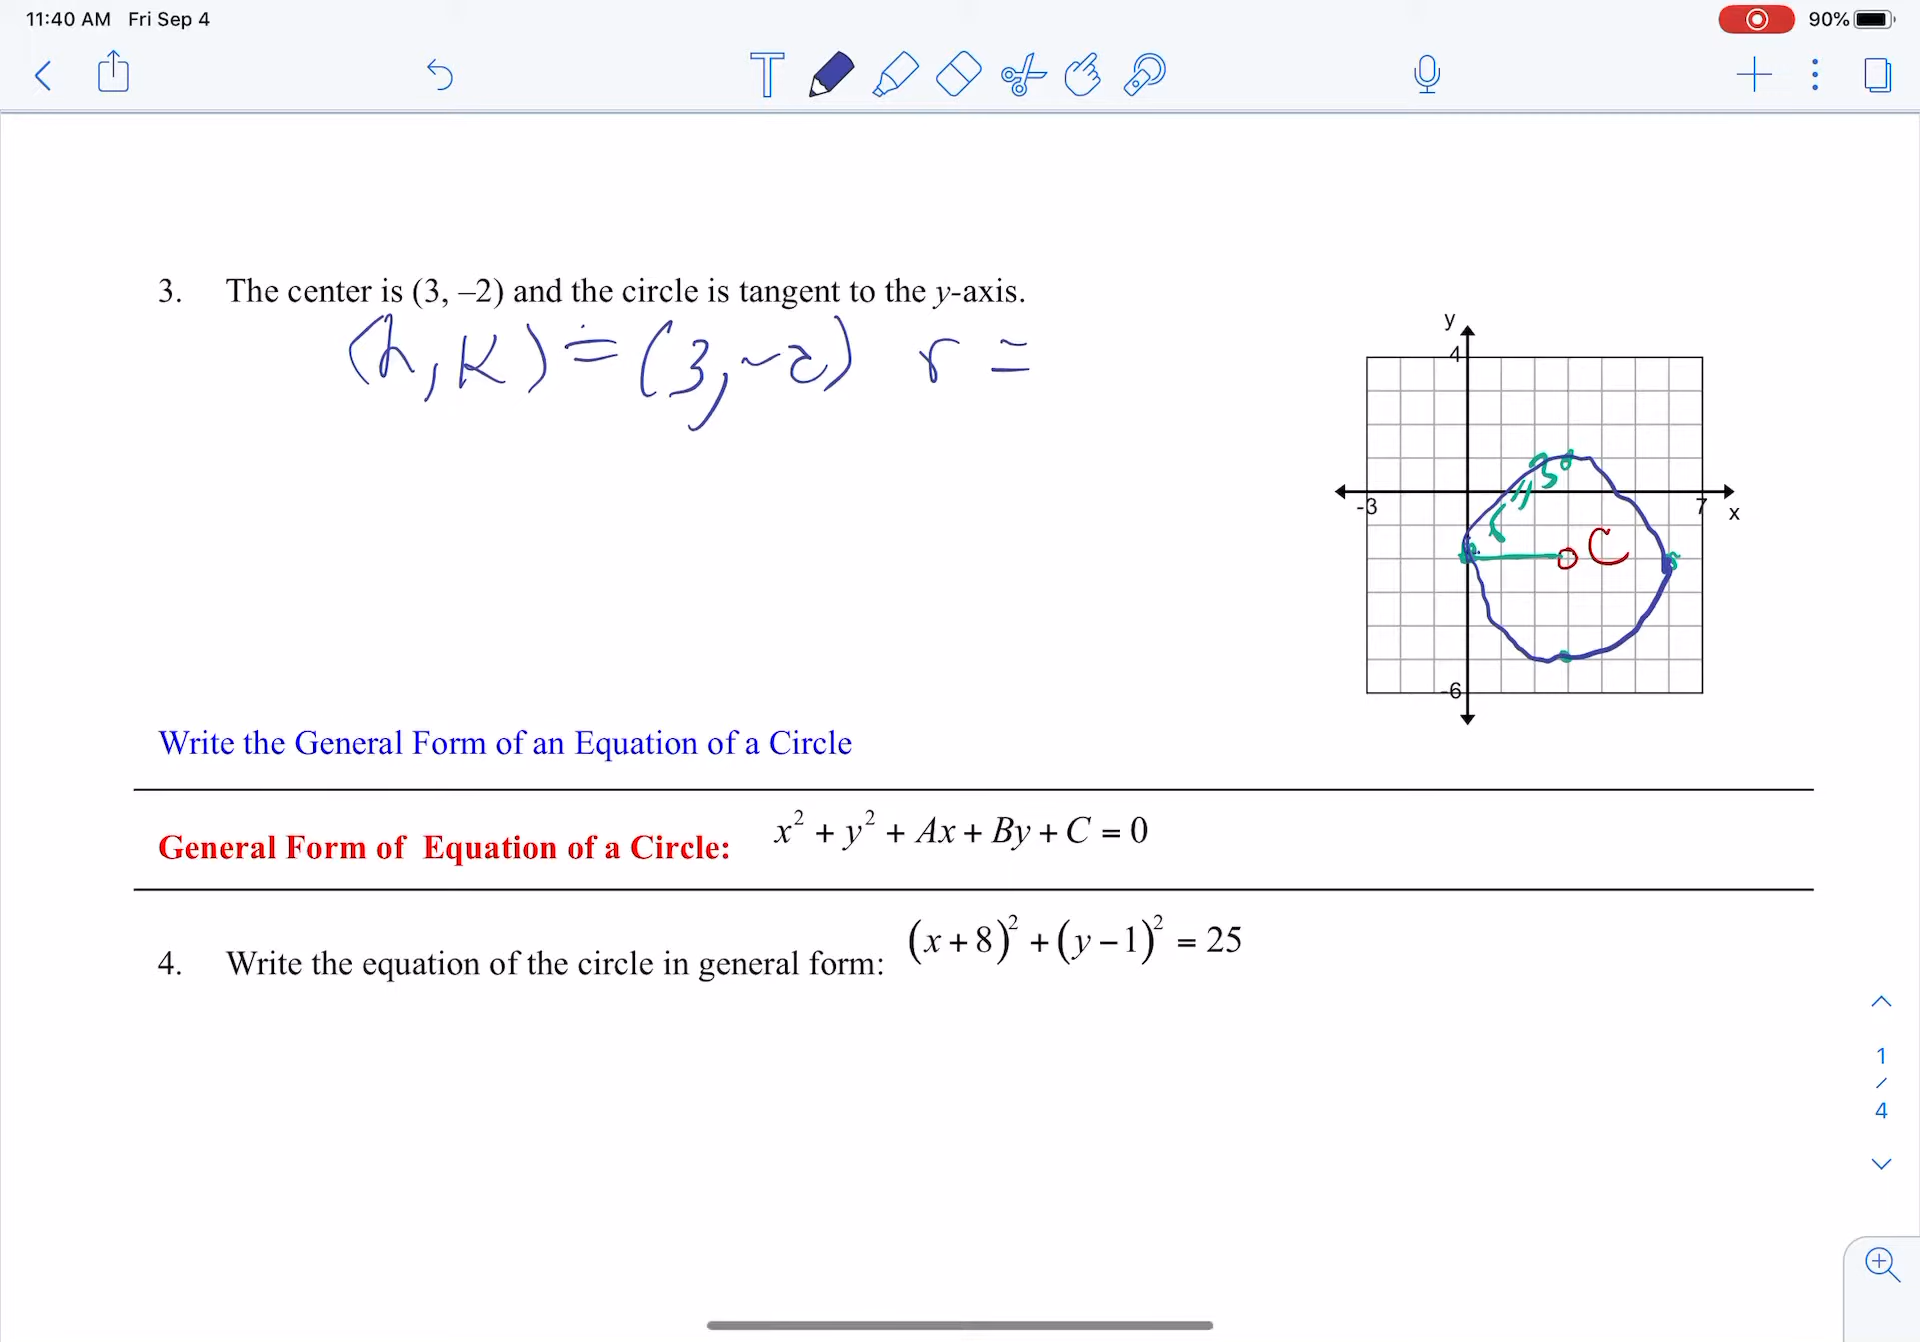 11:40 AM Fri Sep 4
90%
3. The center is (3, –2) and the circle is tangent to the y-axis.
(h, K) = (3, -2) r =
y
4
r = 3
-3
7
x
C
-6
Write the General Form of an Equation of a Circle
General Form of Equation of a Circle: x² + y² + Ax + By + C = 0
4. Write the equation of the circle in general form: (x + 8)² + (y – 1)² = 25
1
/
4